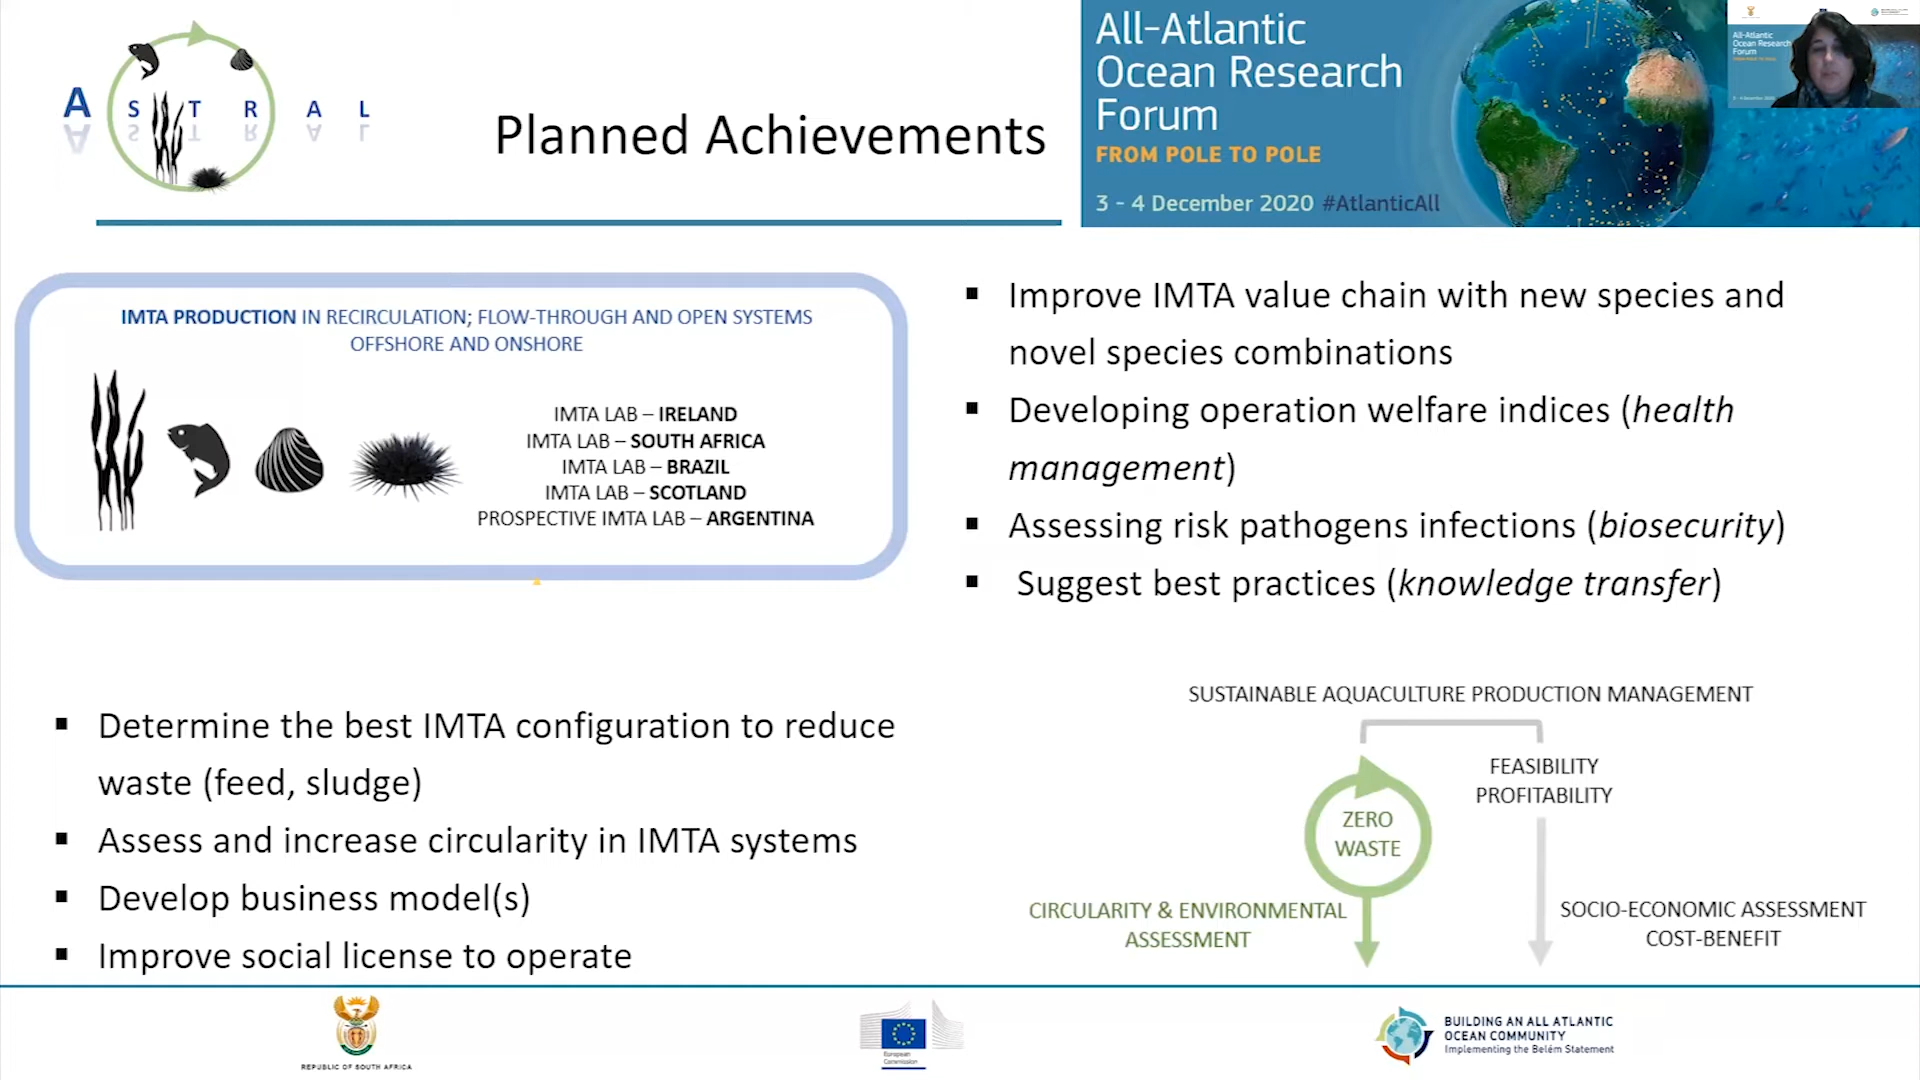 A S T R A L
Planned Achievements
All-Atlantic
Ocean Research
Forum
FROM POLE TO POLE
3 - 4 December 2020 #AtlanticAll
All-Atlantic
Ocean Research
Forum
IMTA PRODUCTION IN RECIRCULATION; FLOW-THROUGH AND OPEN SYSTEMS
OFFSHORE AND ONSHORE
IMTA LAB – IRELAND
IMTA LAB – SOUTH AFRICA
IMTA LAB – BRAZIL
IMTA LAB – SCOTLAND
PROSPECTIVE IMTA LAB – ARGENTINA
▪ Improve IMTA value chain with new species and
novel species combinations
▪ Developing operation welfare indices (health
management)
▪ Assessing risk pathogens infections (biosecurity)
▪ Suggest best practices (knowledge transfer)
▪ Determine the best IMTA configuration to reduce
waste (feed, sludge)
▪ Assess and increase circularity in IMTA systems
▪ Develop business model(s)
▪ Improve social license to operate
SUSTAINABLE AQUACULTURE PRODUCTION MANAGEMENT
FEASIBILITY
PROFITABILITY
ZERO
WASTE
CIRCULARITY & ENVIRONMENTAL
ASSESSMENT
SOCIO-ECONOMIC ASSESSMENT
COST-BENEFIT
REPUBLIC OF SOUTH AFRICA
European
Commission
BUILDING AN ALL ATLANTIC
OCEAN COMMUNITY
Implementing the Belém Statement